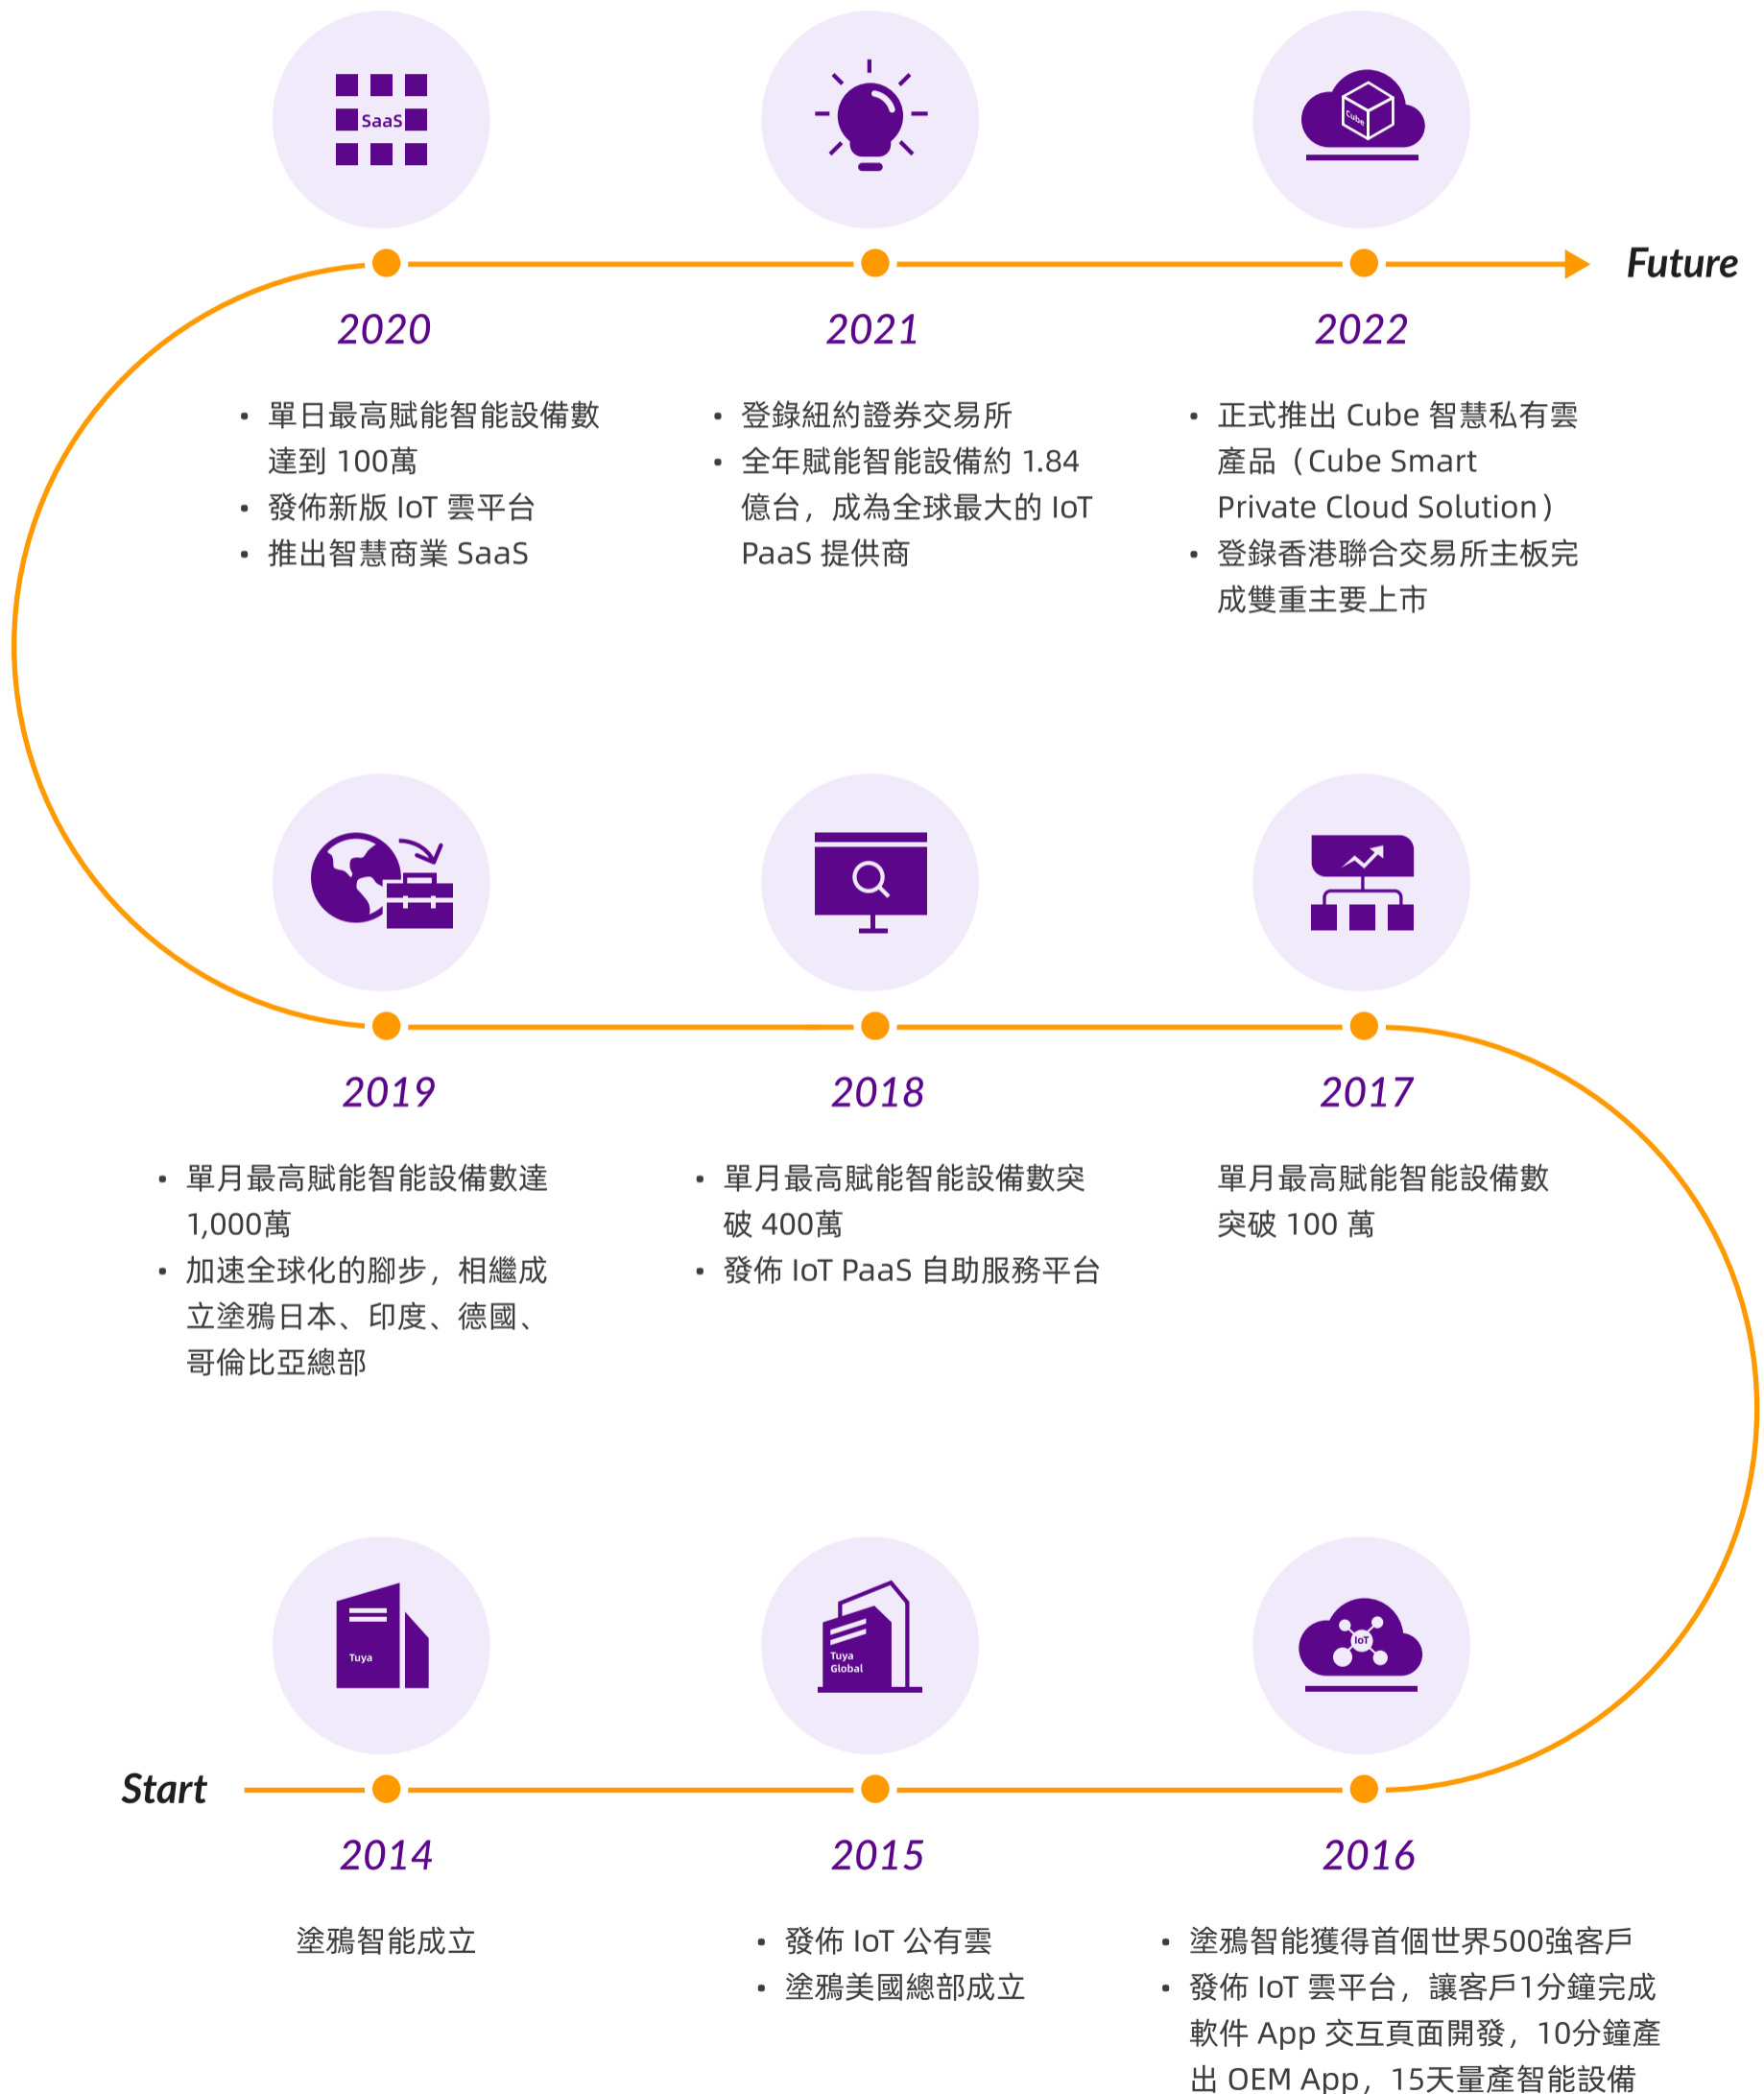 SaaS
Cube
Future
2020
• 單日最高賦能智能設備數
達到 100萬
• 發佈新版 IoT 雲平台
• 推出智慧商業 SaaS
2021
• 登錄紐約證券交易所
• 全年賦能智能設備約 1.84
億台，成為全球最大的 IoT
PaaS 提供商
2022
• 正式推出 Cube 智慧私有雲
產品（Cube Smart
Private Cloud Solution）
• 登錄香港聯合交易所主板完
成雙重主要上市
2019
• 單月最高賦能智能設備數達
1,000萬
• 加速全球化的腳步，相繼成
立塗鴉日本、印度、德國、
哥倫比亞總部
2018
• 單月最高賦能智能設備數突
破 400萬
• 發佈 IoT PaaS 自助服務平台
2017
單月最高賦能智能設備數
突破 100 萬
Tuya
Tuya
Global
IoT
Start
2014
塗鴉智能成立
2015
• 發佈 IoT 公有雲
• 塗鴉美國總部成立
2016
• 塗鴉智能獲得首個世界500強客戶
• 發佈 IoT 雲平台，讓客戶1分鐘完成
軟件 App 交互頁面開發，10分鐘產
出 OEM App，15天量產智能設備